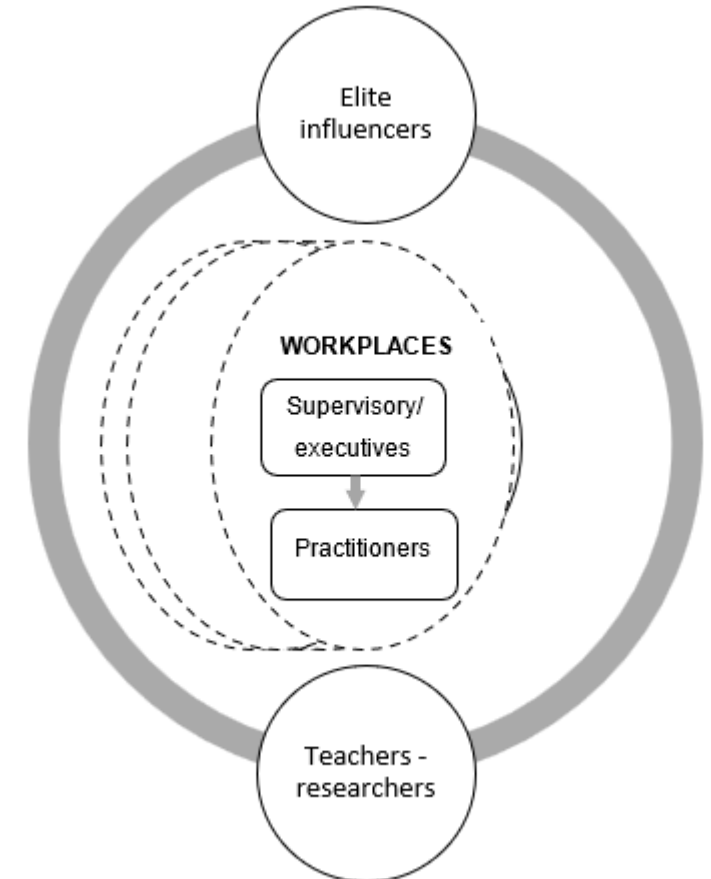 Elite
influencers
WORKPLACES
Supervisory/
executives
Practitioners
Teachers -
researchers